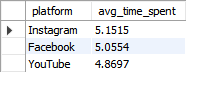 platform avg_time_spent
Instagram 5.1515
Facebook 5.0554
YouTube 4.8697